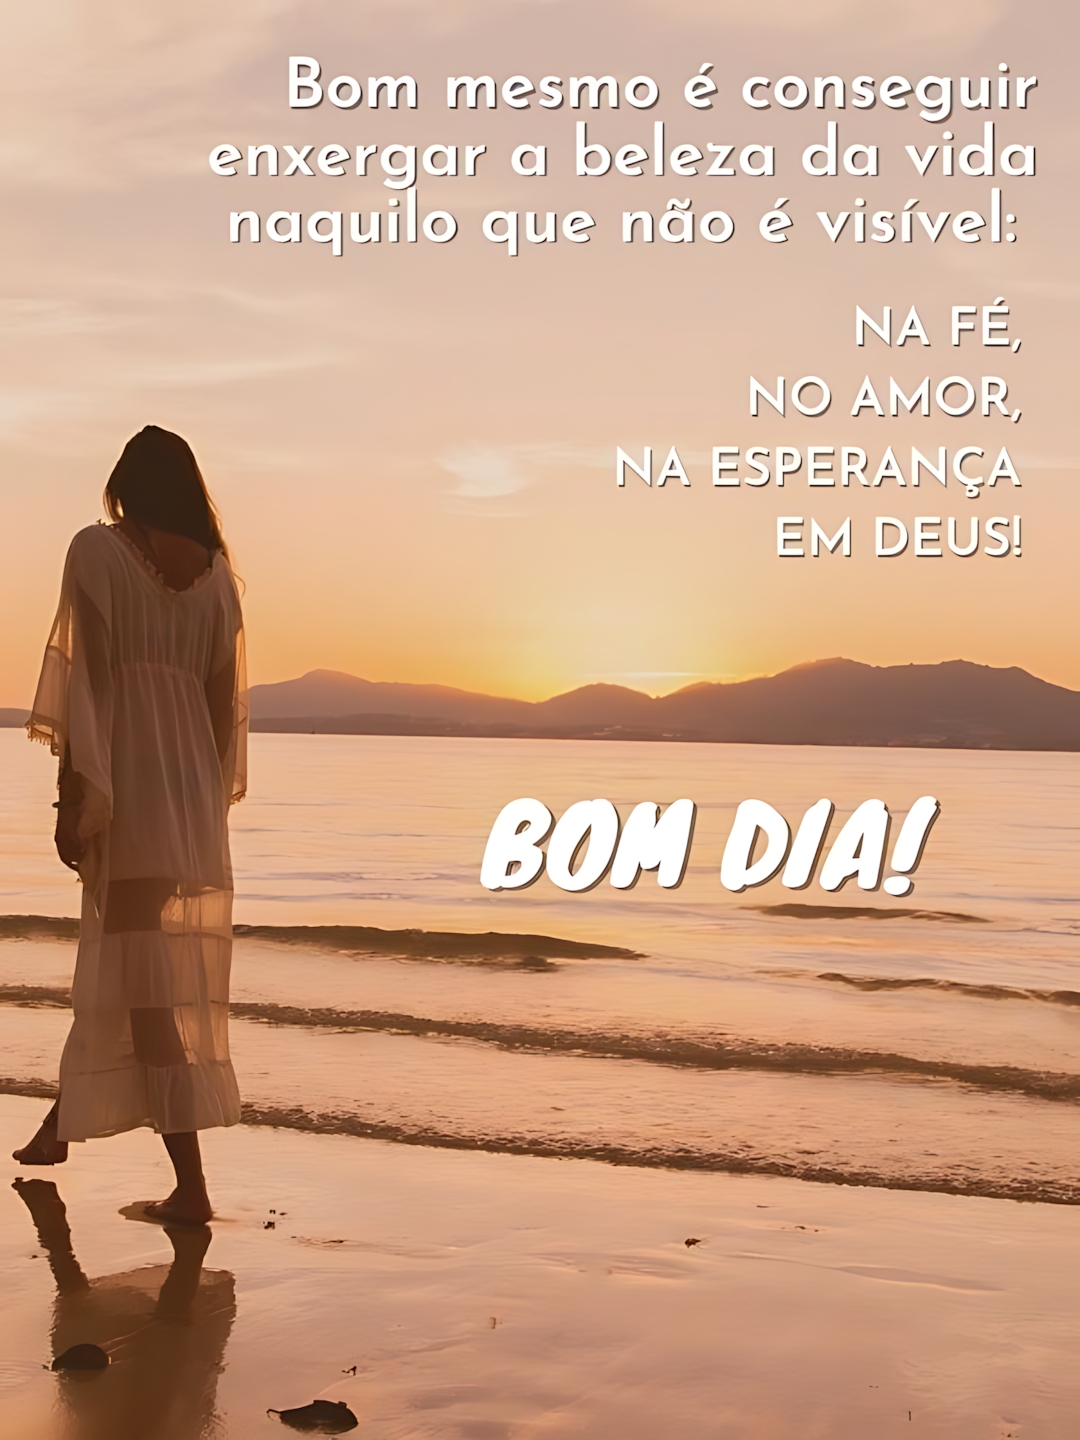 Bom mesmo é conseguir
enxergar a beleza da vida
naquilo que não é visível:
NA FÉ,
NO AMOR,
NA ESPERANÇA
EM DEUS!
BOM DIA!